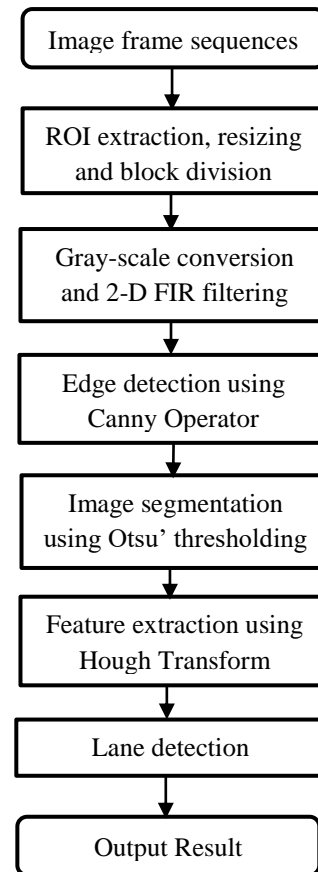 Image frame sequences
ROI extraction, resizing
and block division
Gray-scale conversion
and 2-D FIR filtering
Edge detection using
Canny Operator
Image segmentation
using Otsu’ thresholding
Feature extraction using
Hough Transform
Lane detection
Output Result